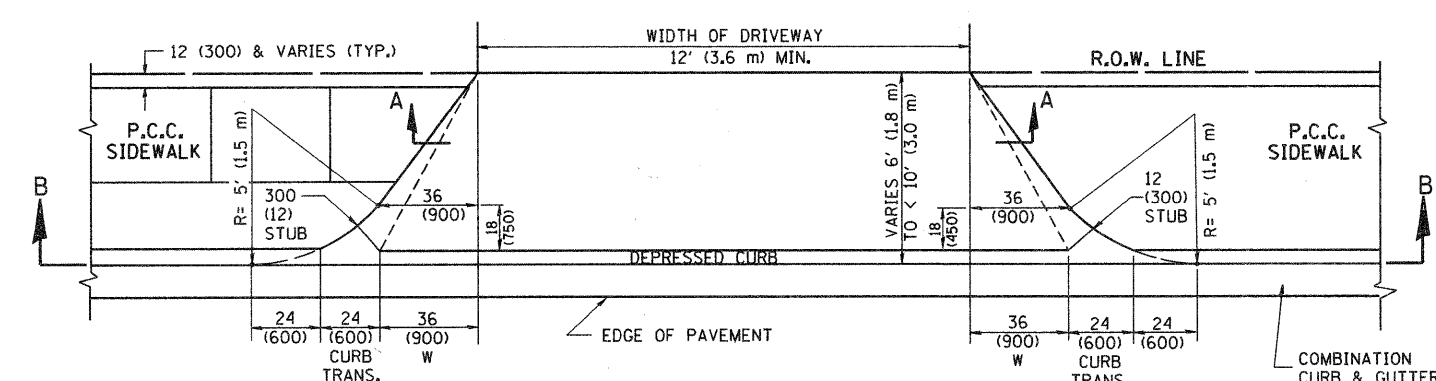 WIDTH OF DRIVEWAY
12' (3.6 m) MIN.
12 (300) & VARIES (TYP.)
R.O.W. LINE
A
A
P.C.C.
SIDEWALK
P.C.C.
SIDEWALK
R= 5' (1.5 m)
300
(12)
STUB
36
(900)
18
(750)
VARIES 6' (1.8 m)
TO < 10' (3.0 m)
36
(900)
18
(450)
12
(300)
STUB
R= 5' (1.5 m)
B
B
DEPRESSED CURB
24
(600)
24
(600)
CURB
TRANS.
36
(900)
W
EDGE OF PAVEMENT
36
(900)
W
24
(600)
CURB
TRANS.
24
(600)
COMBINATION
CURB & GUTTER